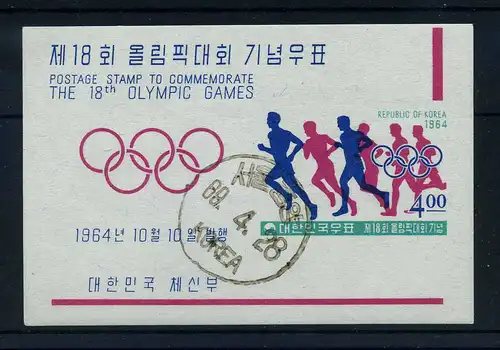 제18회 올림픽대회 기념우표
POSTAGE STAMP TO COMMEMORATE
THE 18th OLYMPIC GAMES
REPUBLIC OF KOREA
1964
4.00
대한민국우표 제18회 올림픽대회 기념
1964년 10월 10일 발행
68. 4. 28
KOREA
대한민국 체신부